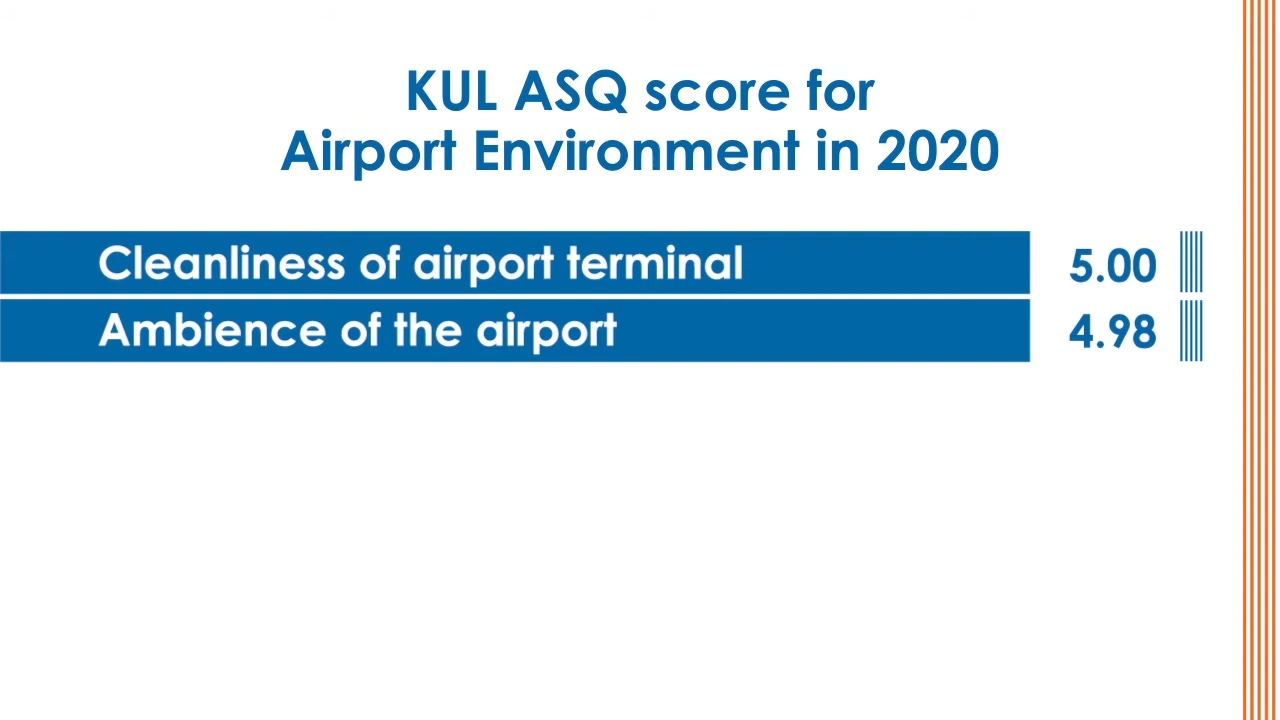 KUL ASQ score for
Airport Environment in 2020
Cleanliness of airport terminal 5.00
Ambience of the airport 4.98